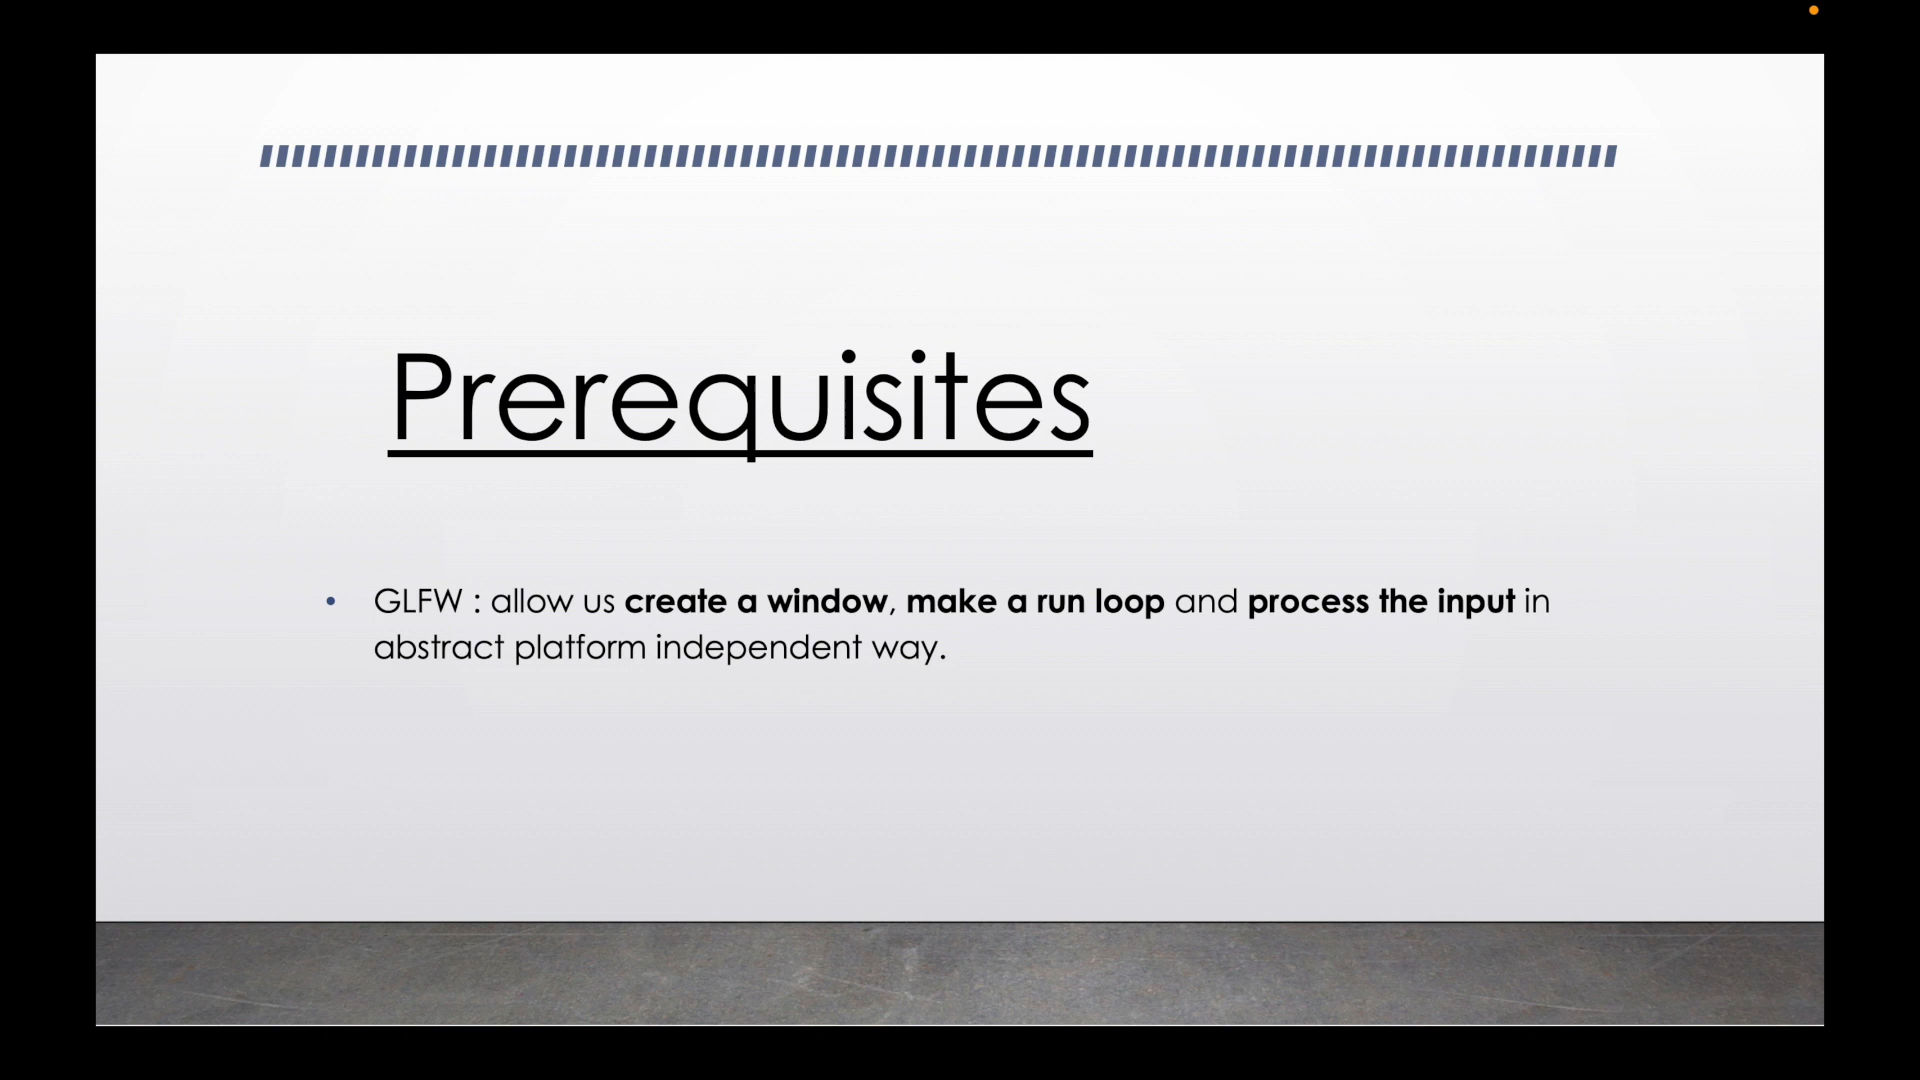 Prerequisites
• GLFW : allow us create a window, make a run loop and process the input in
abstract platform independent way.